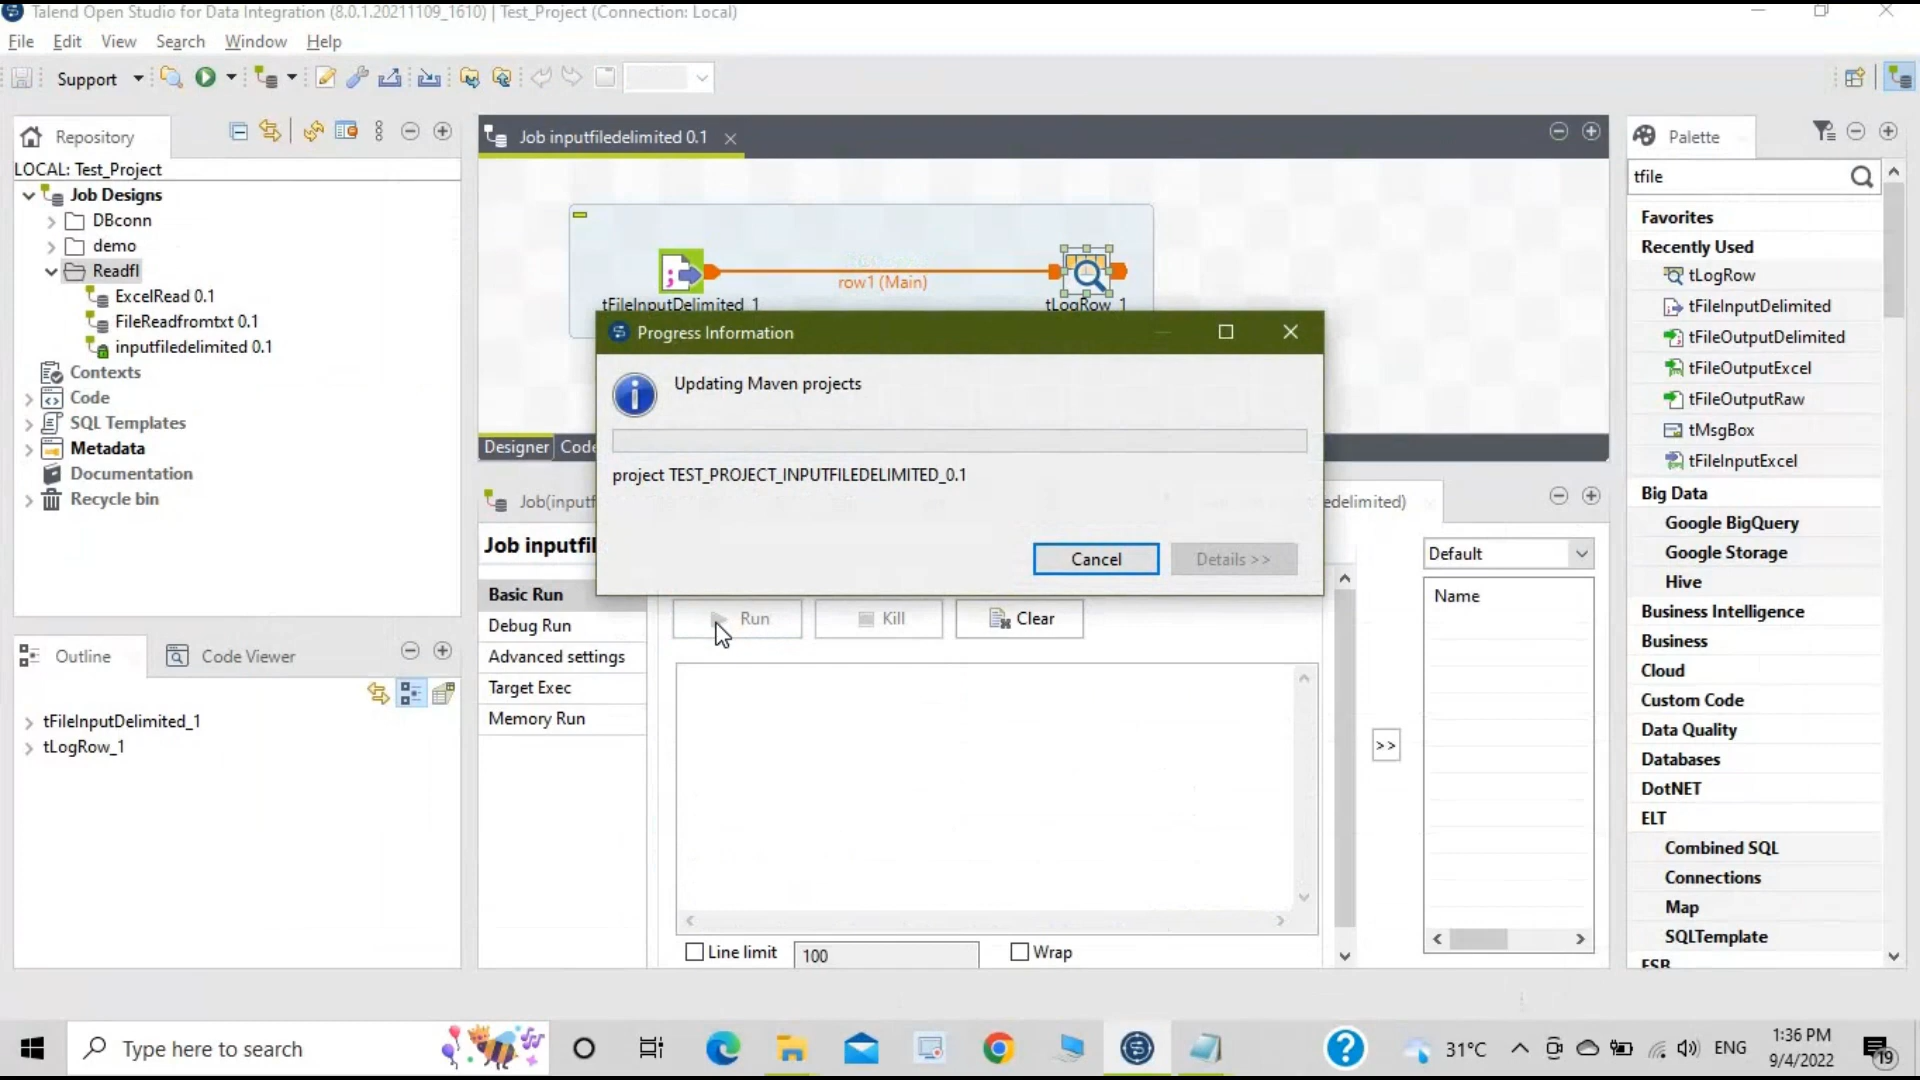 Talend Open Studio for Data Integration (8.0.1.20211109_1610) | Test_Project (Connection: Local)
File Edit View Search Window Help
Support
Repository
LOCAL: Test_Project
Job Designs
DBconn
demo
Readfl
ExcelRead 0.1
FileReadfromtxt 0.1
inputfiledelimited 0.1
Contexts
Code
SQL Templates
Metadata
Documentation
Recycle bin
Outline
Code Viewer
tFileInputDelimited_1
tLogRow_1
Job inputfiledelimited 0.1
row1 (Main)
tFileInputDelimited_1
tLogRow_1
Designer
Code
Progress Information
Updating Maven projects
project TEST_PROJECT_INPUTFILEDELIMITED_0.1
Cancel
Details >>
Job(inputf
edelimited)
Job inputfil
Basic Run
Debug Run
Advanced settings
Target Exec
Memory Run
Run
Kill
Clear
Line limit
100
Wrap
>>
Default
Name
Palette
tfile
Favorites
Recently Used
tLogRow
tFileInputDelimited
tFileOutputDelimited
tFileOutputExcel
tFileOutputRaw
tMsgBox
tFileInputExcel
Big Data
Google BigQuery
Google Storage
Hive
Business Intelligence
Business
Cloud
Custom Code
Data Quality
Databases
DotNET
ELT
Combined SQL
Connections
Map
SQLTemplate
ESB
Type here to search
31°C
ENG
1:36 PM
9/4/2022
19